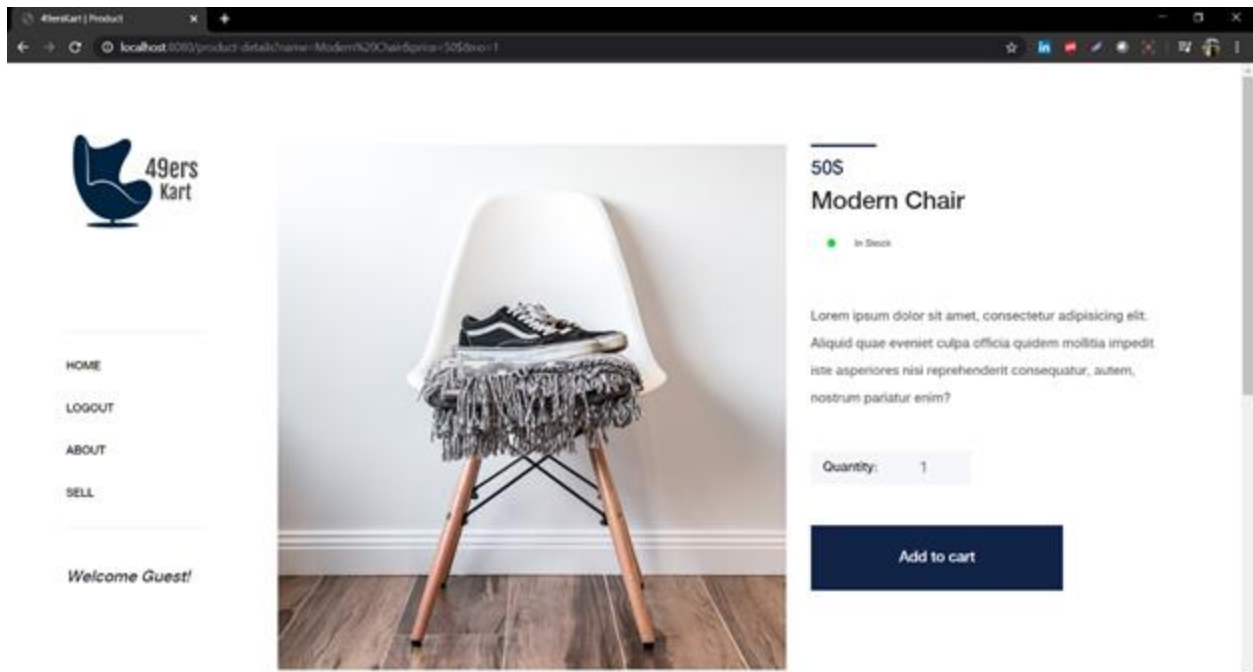 49ersKart | Product
localhost:8080/product-details?name=Modern%20Chair&price=50$&no=1
49ers
Kart
50$
Modern Chair
In Stock
Lorem ipsum dolor sit amet, consectetur adipisicing elit.
Aliquid quae eveniet culpa officia quidem mollitia impedit
iste asperiores nisi reprehenderit consequatur, autem,
nostrum pariatur enim?
HOME
LOGOUT
ABOUT
SELL
Quantity: 1
Add to cart
Welcome Guest!